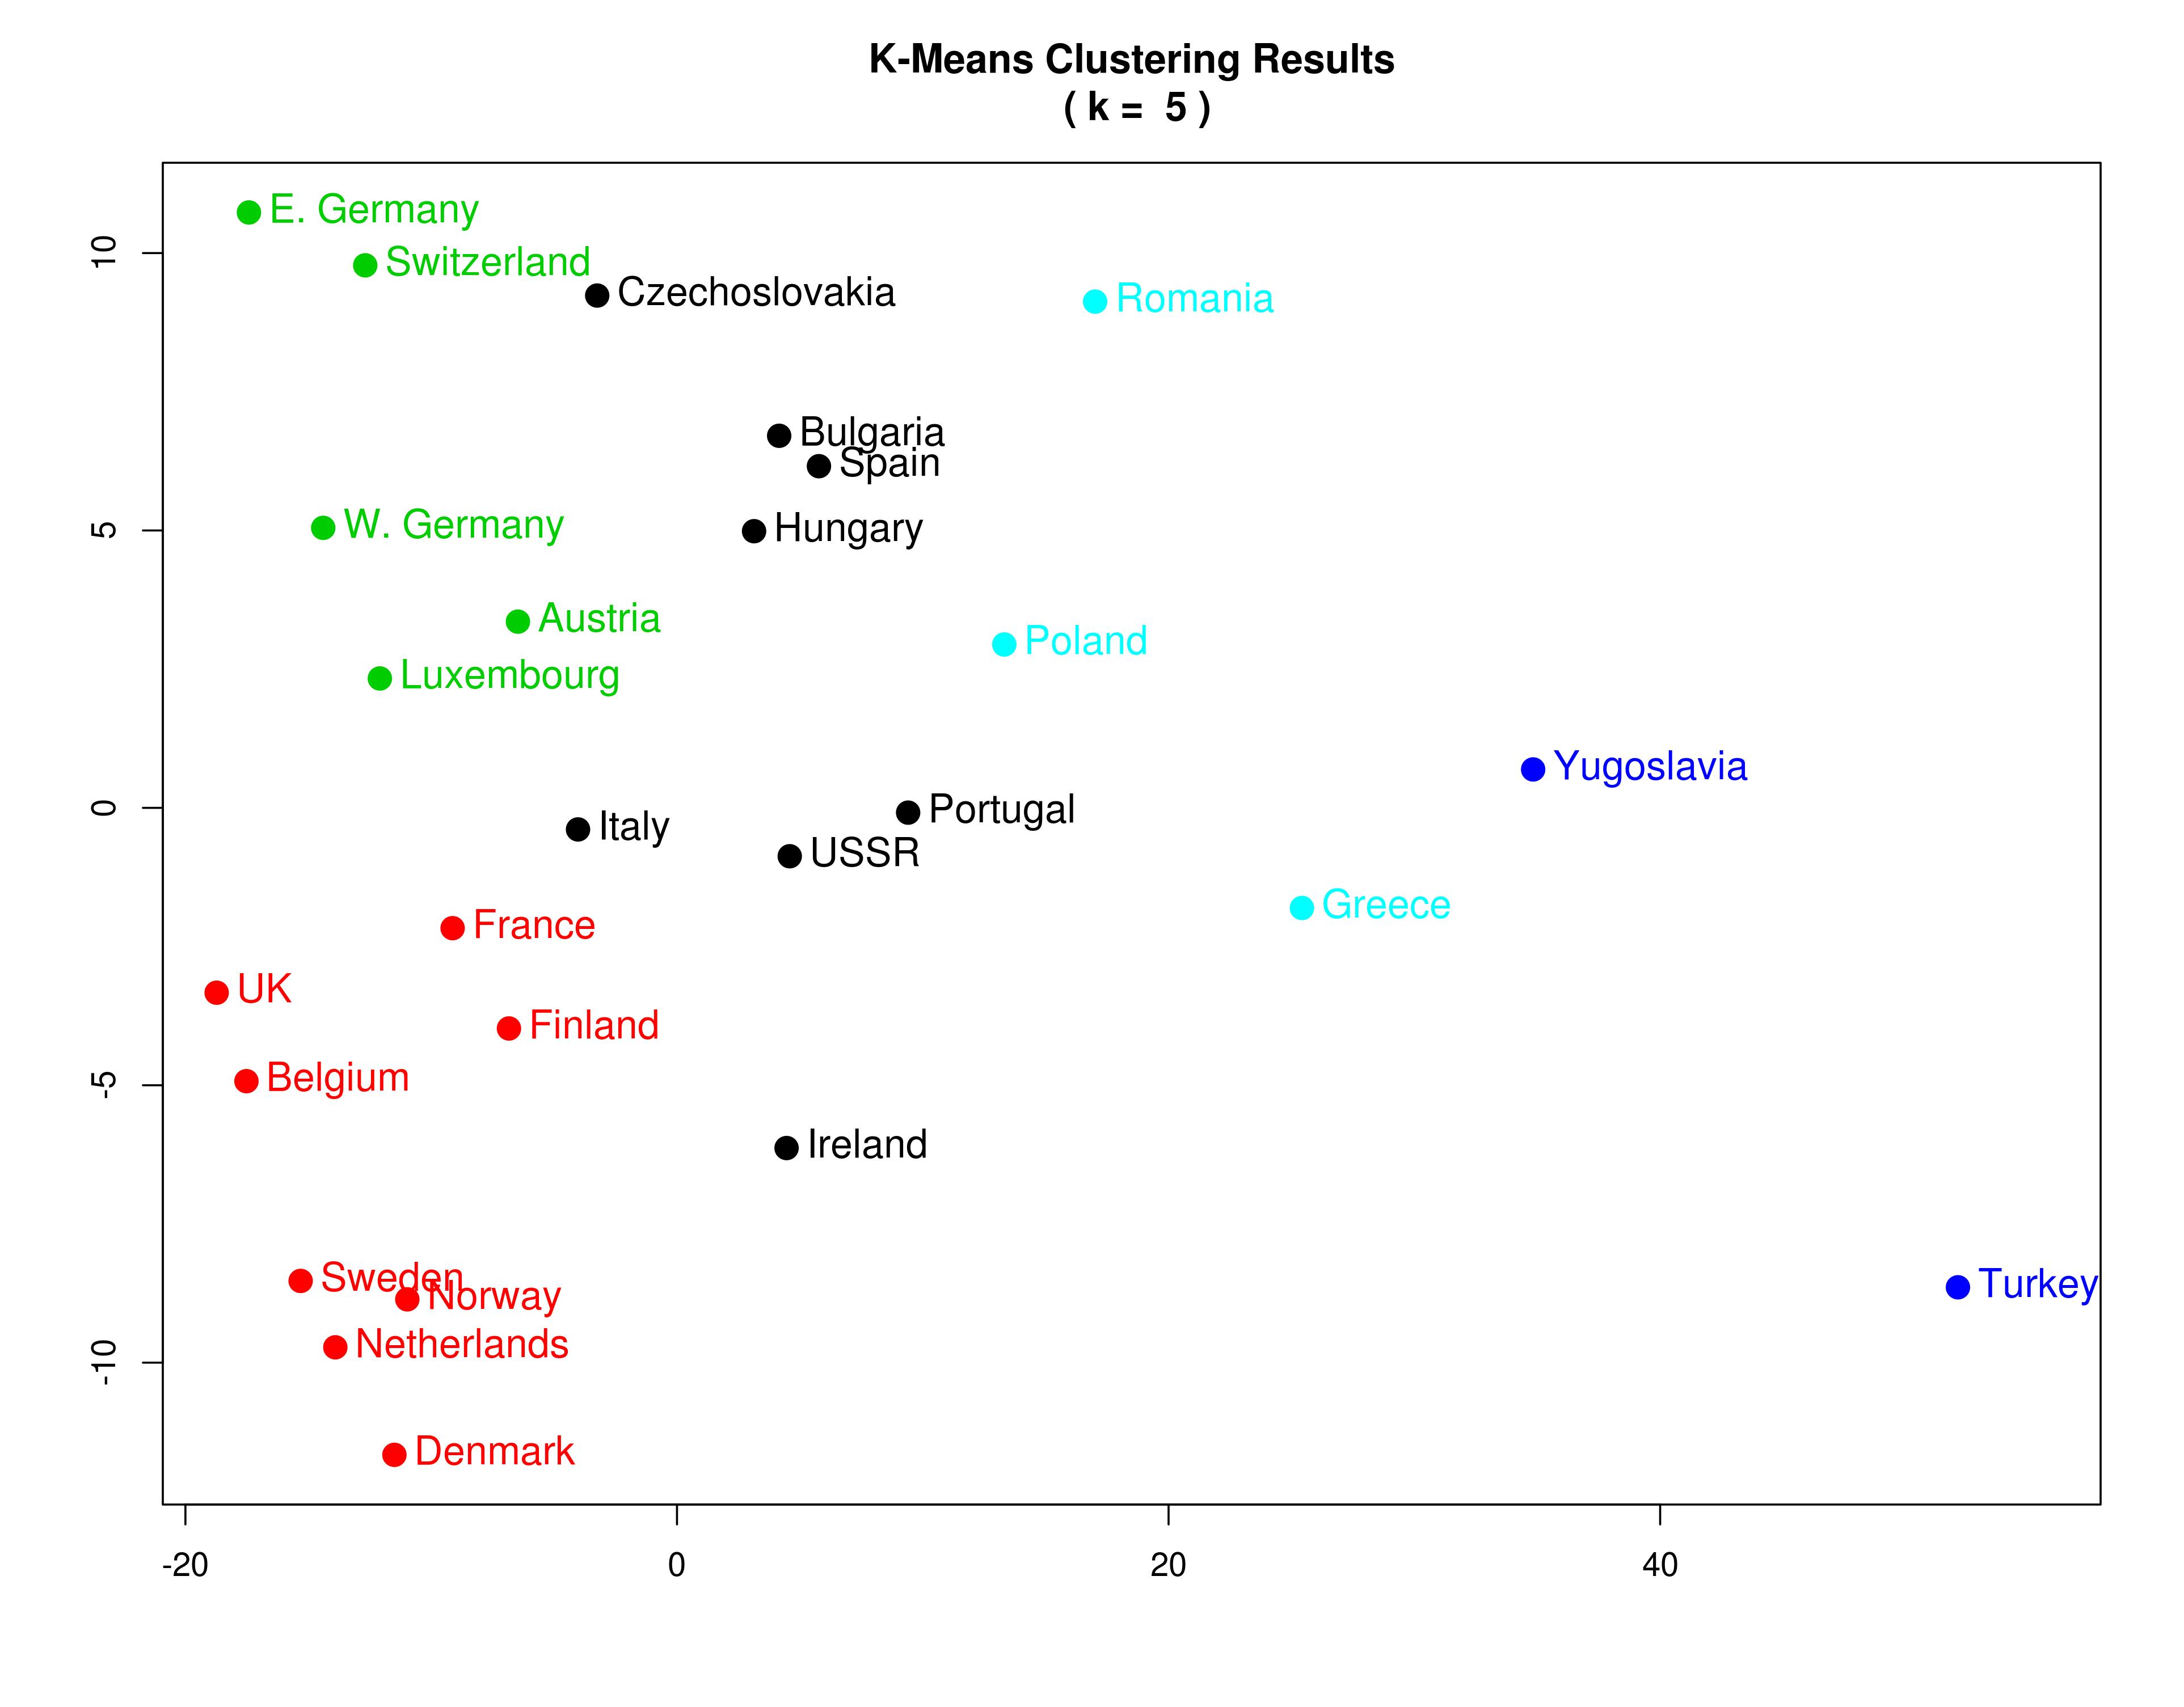 K-Means Clustering Results
( k =  5 )
E. Germany
10
Switzerland
Czechoslovakia
Romania
Bulgaria
Spain
5
W. Germany
Hungary
Austria
Poland
Luxembourg
Yugoslavia
0
Portugal
Italy
USSR
Greece
France
UK
Finland
-5
Belgium
Ireland
Sweden
Turkey
Norway
Netherlands
-10
Denmark
-20 0 20 40